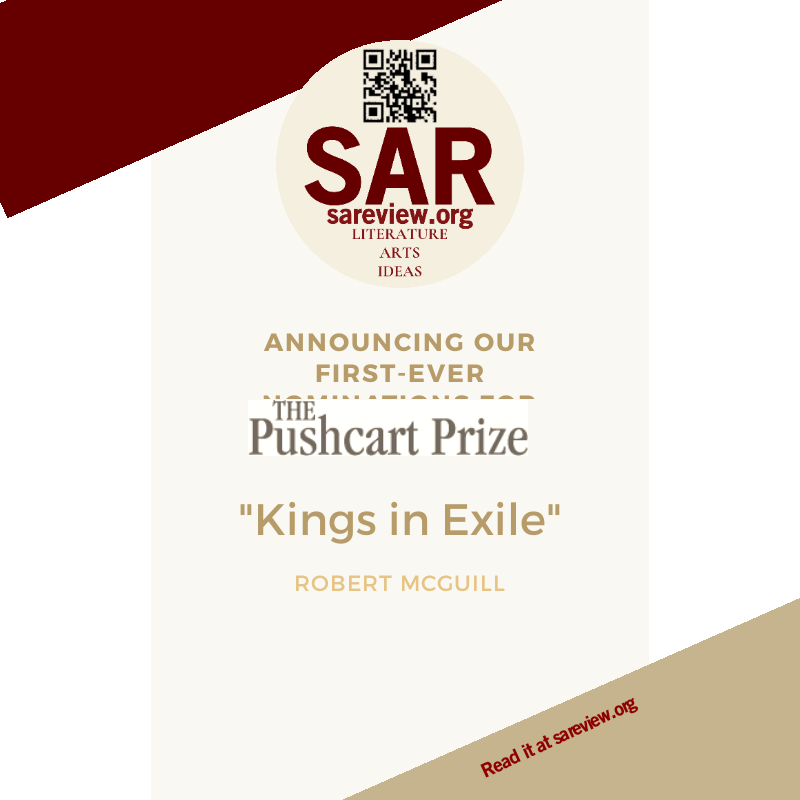 SAR
sareview.org
LITERATURE
ARTS
IDEAS
ANNOUNCING OUR
FIRST-EVER
NOMINATIONS FOR
THE
Pushcart Prize
"Kings in Exile"
ROBERT MCGUILL
Read it at sareview.org